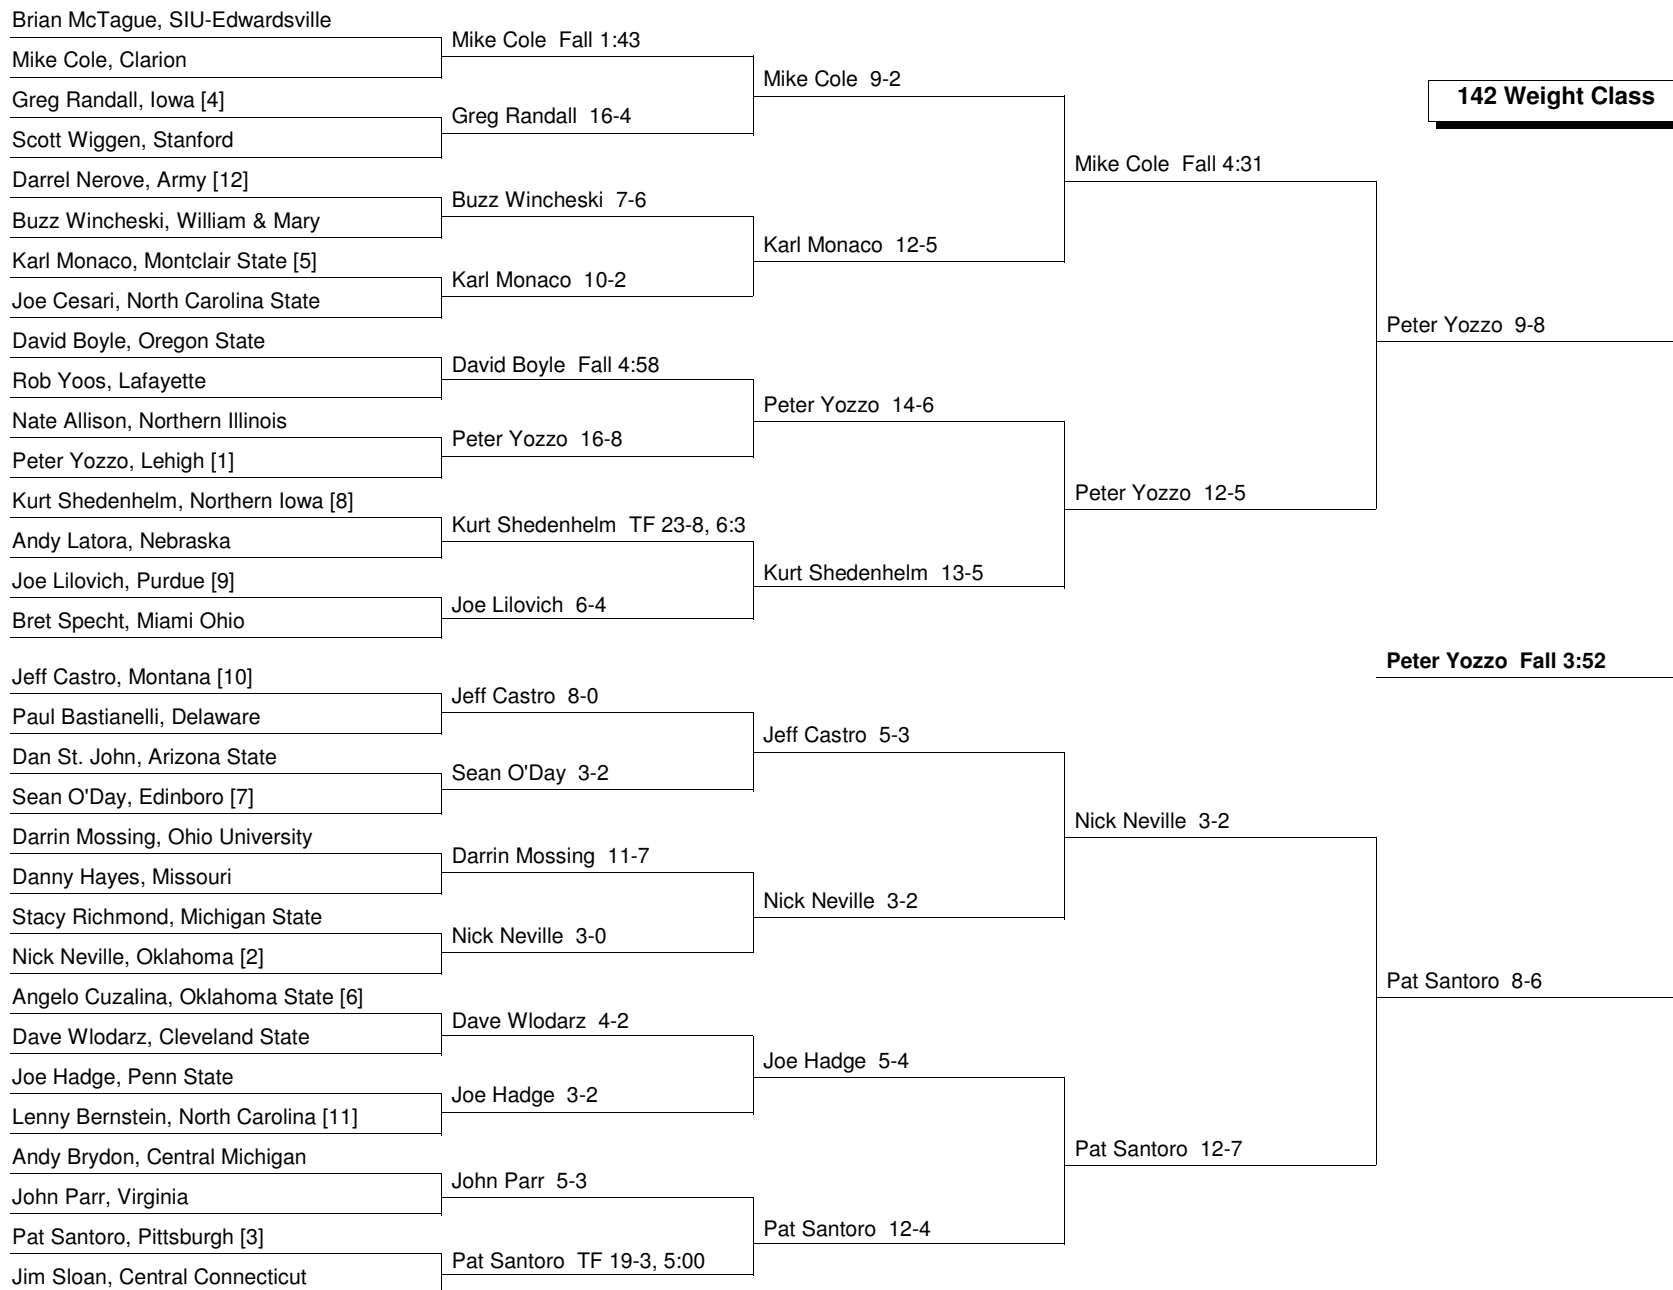 Brian McTague, SIU-Edwardsville
Mike Cole, Clarion
Greg Randall, Iowa [4]
Scott Wiggen, Stanford
Darrel Nerove, Army [12]
Buzz Wincheski, William & Mary
Karl Monaco, Montclair State [5]
Joe Cesari, North Carolina State
David Boyle, Oregon State
Rob Yoos, Lafayette
Nate Allison, Northern Illinois
Peter Yozzo, Lehigh [1]
Kurt Shedenhelm, Northern Iowa [8]
Andy Latora, Nebraska
Joe Lilovich, Purdue [9]
Bret Specht, Miami Ohio
Jeff Castro, Montana [10]
Paul Bastianelli, Delaware
Dan St. John, Arizona State
Sean O'Day, Edinboro [7]
Darrin Mossing, Ohio University
Danny Hayes, Missouri
Stacy Richmond, Michigan State
Nick Neville, Oklahoma [2]
Angelo Cuzalina, Oklahoma State [6]
Dave Wlodarz, Cleveland State
Joe Hadge, Penn State
Lenny Bernstein, North Carolina [11]
Andy Brydon, Central Michigan
John Parr, Virginia
Pat Santoro, Pittsburgh [3]
Jim Sloan, Central Connecticut
Mike Cole Fall 1:43
Greg Randall 16-4
Buzz Wincheski 7-6
Karl Monaco 10-2
David Boyle Fall 4:58
Peter Yozzo 16-8
Kurt Shedenhelm TF 23-8, 6:3
Joe Lilovich 6-4
Jeff Castro 8-0
Sean O'Day 3-2
Darrin Mossing 11-7
Nick Neville 3-0
Dave Wlodarz 4-2
Joe Hadge 3-2
John Parr 5-3
Pat Santoro TF 19-3, 5:00
Mike Cole 9-2
Karl Monaco 12-5
Peter Yozzo 14-6
Kurt Shedenhelm 13-5
Jeff Castro 5-3
Nick Neville 3-2
Joe Hadge 5-4
Pat Santoro 12-4
Mike Cole Fall 4:31
Peter Yozzo 12-5
Nick Neville 3-2
Pat Santoro 12-7
142 Weight Class
Peter Yozzo 9-8
Peter Yozzo Fall 3:52
Pat Santoro 8-6